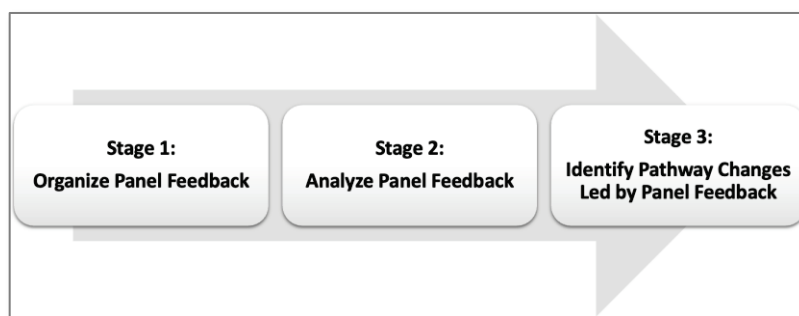 Stage 1:
Organize Panel Feedback
Stage 2:
Analyze Panel Feedback
Stage 3:
Identify Pathway Changes
Led by Panel Feedback